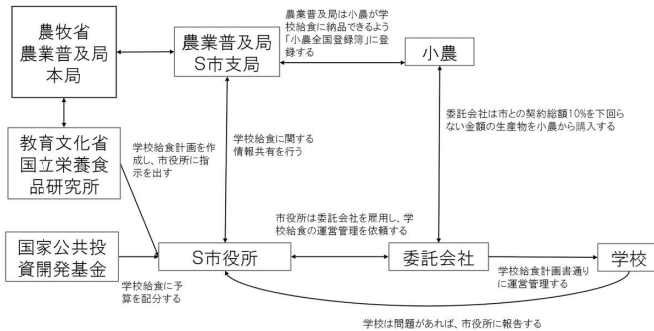 農牧省
農業普及局
本局
農業普及局
S市支局
農業普及局は小農が学
校給食に納品できるよう
「小農全国登録簿」に登
録する
小農
教育文化省
国立栄養食
品研究所
学校給食計画を作
成し、市役所に指
示を出す
学校給食に関する
情報共有を行う
委託会社は市との契約総額10%を下回ら
ない金額の生産物を小農から購入する
市役所は委託会社を雇用し、学
校給食の運営管理を依頼する
国家公共投
資開発基金
学校給食に予
算を配分する
S市役所
委託会社
学校給食計画書通り
に運営管理する
学校
学校は問題があれば、市役所に報告する